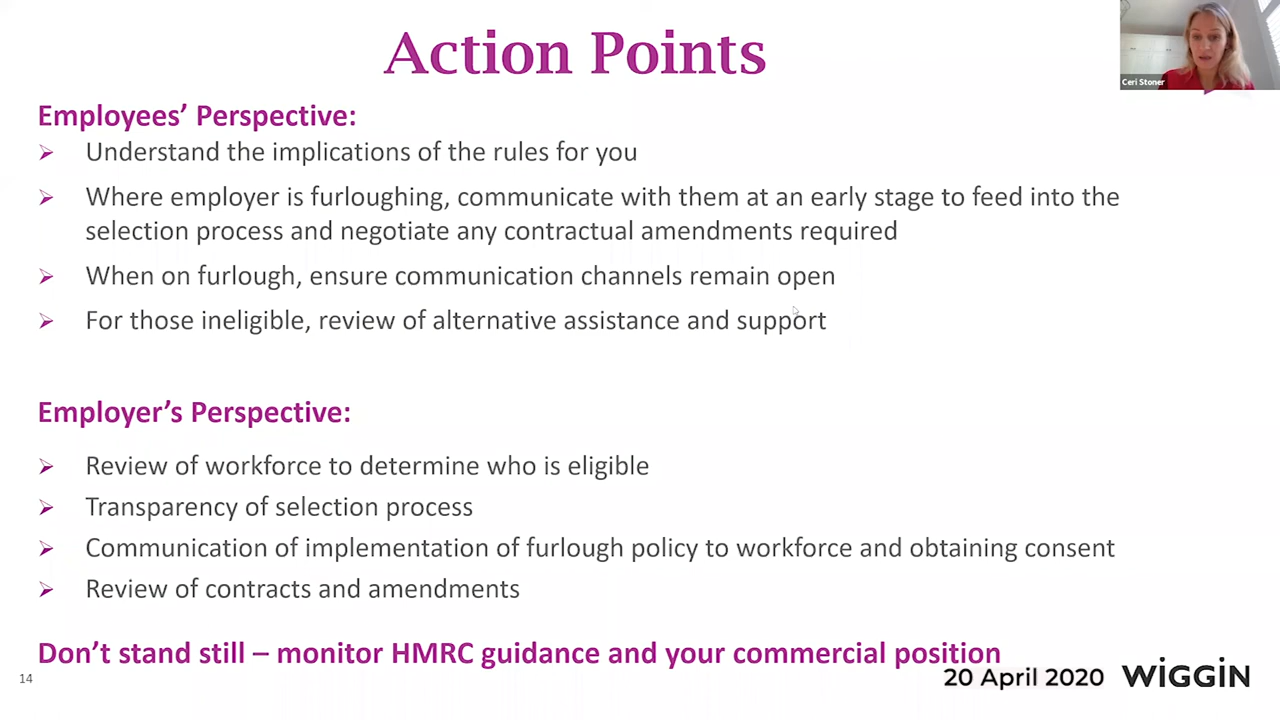 Action Points
Ceri Stoner
Employees’ Perspective:
Understand the implications of the rules for you
Where employer is furloughing, communicate with them at an early stage to feed into the
selection process and negotiate any contractual amendments required
When on furlough, ensure communication channels remain open
For those ineligible, review of alternative assistance and support
Employer’s Perspective:
Review of workforce to determine who is eligible
Transparency of selection process
Communication of implementation of furlough policy to workforce and obtaining consent
Review of contracts and amendments
Don’t stand still – monitor HMRC guidance and your commercial position
14
20 April 2020
WiGGiN